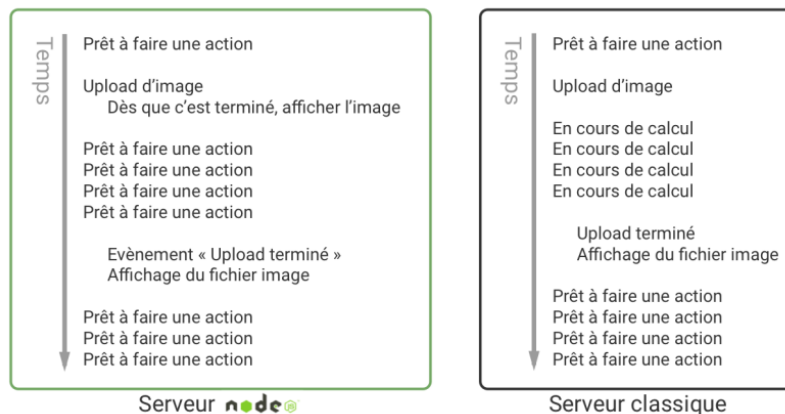 Temps
Prêt à faire une action
Upload d'image
Dès que c'est terminé, afficher l'image
Prêt à faire une action
Prêt à faire une action
Prêt à faire une action
Prêt à faire une action
Evènement « Upload terminé »
Affichage du fichier image
Prêt à faire une action
Prêt à faire une action
Prêt à faire une action
Serveur node JS
Temps
Prêt à faire une action
Upload d'image
En cours de calcul
En cours de calcul
En cours de calcul
En cours de calcul
Upload terminé
Affichage du fichier image
Prêt à faire une action
Prêt à faire une action
Prêt à faire une action
Prêt à faire une action
Serveur classique